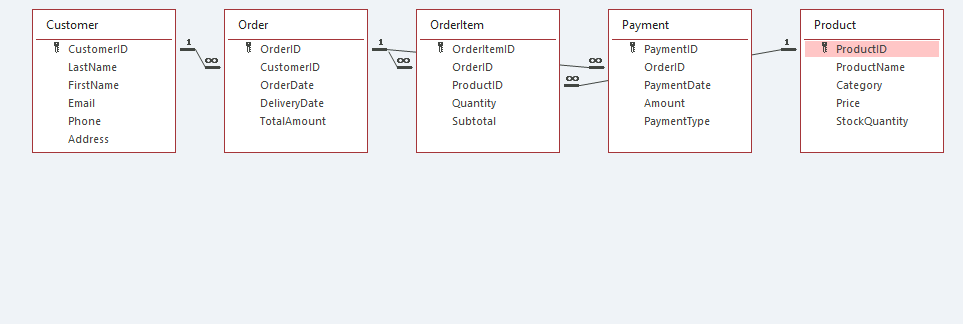 Customer
CustomerID
LastName
FirstName
Email
Phone
Address
1
∞
Order
OrderID
CustomerID
OrderDate
DeliveryDate
TotalAmount
1
∞
OrderItem
OrderItemID
OrderID
ProductID
Quantity
Subtotal
∞
∞
Payment
PaymentID
OrderID
PaymentDate
Amount
PaymentType
1
Product
ProductID
ProductName
Category
Price
StockQuantity